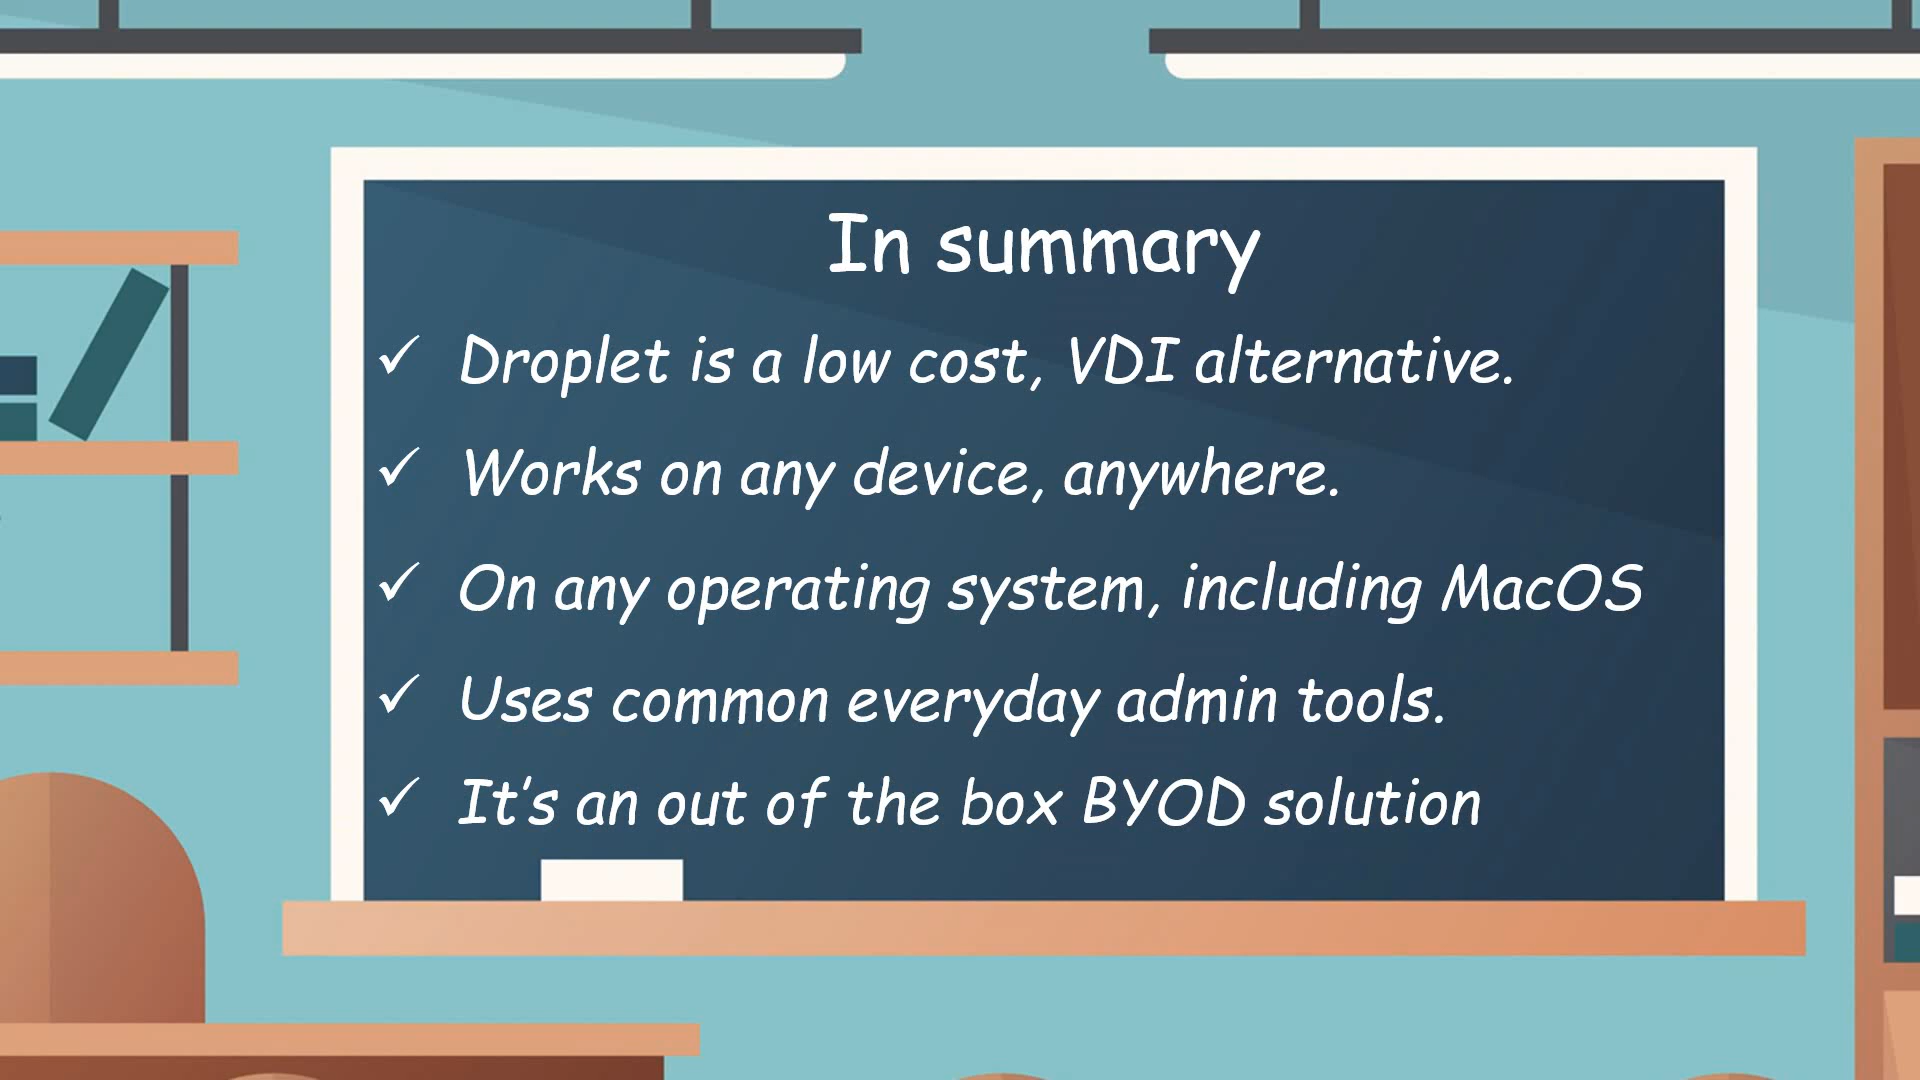 In summary
✓ Droplet is a low cost, VDI alternative.
✓ Works on any device, anywhere.
✓ On any operating system, including MacOS
✓ Uses common everyday admin tools.
✓ It’s an out of the box BYOD solution